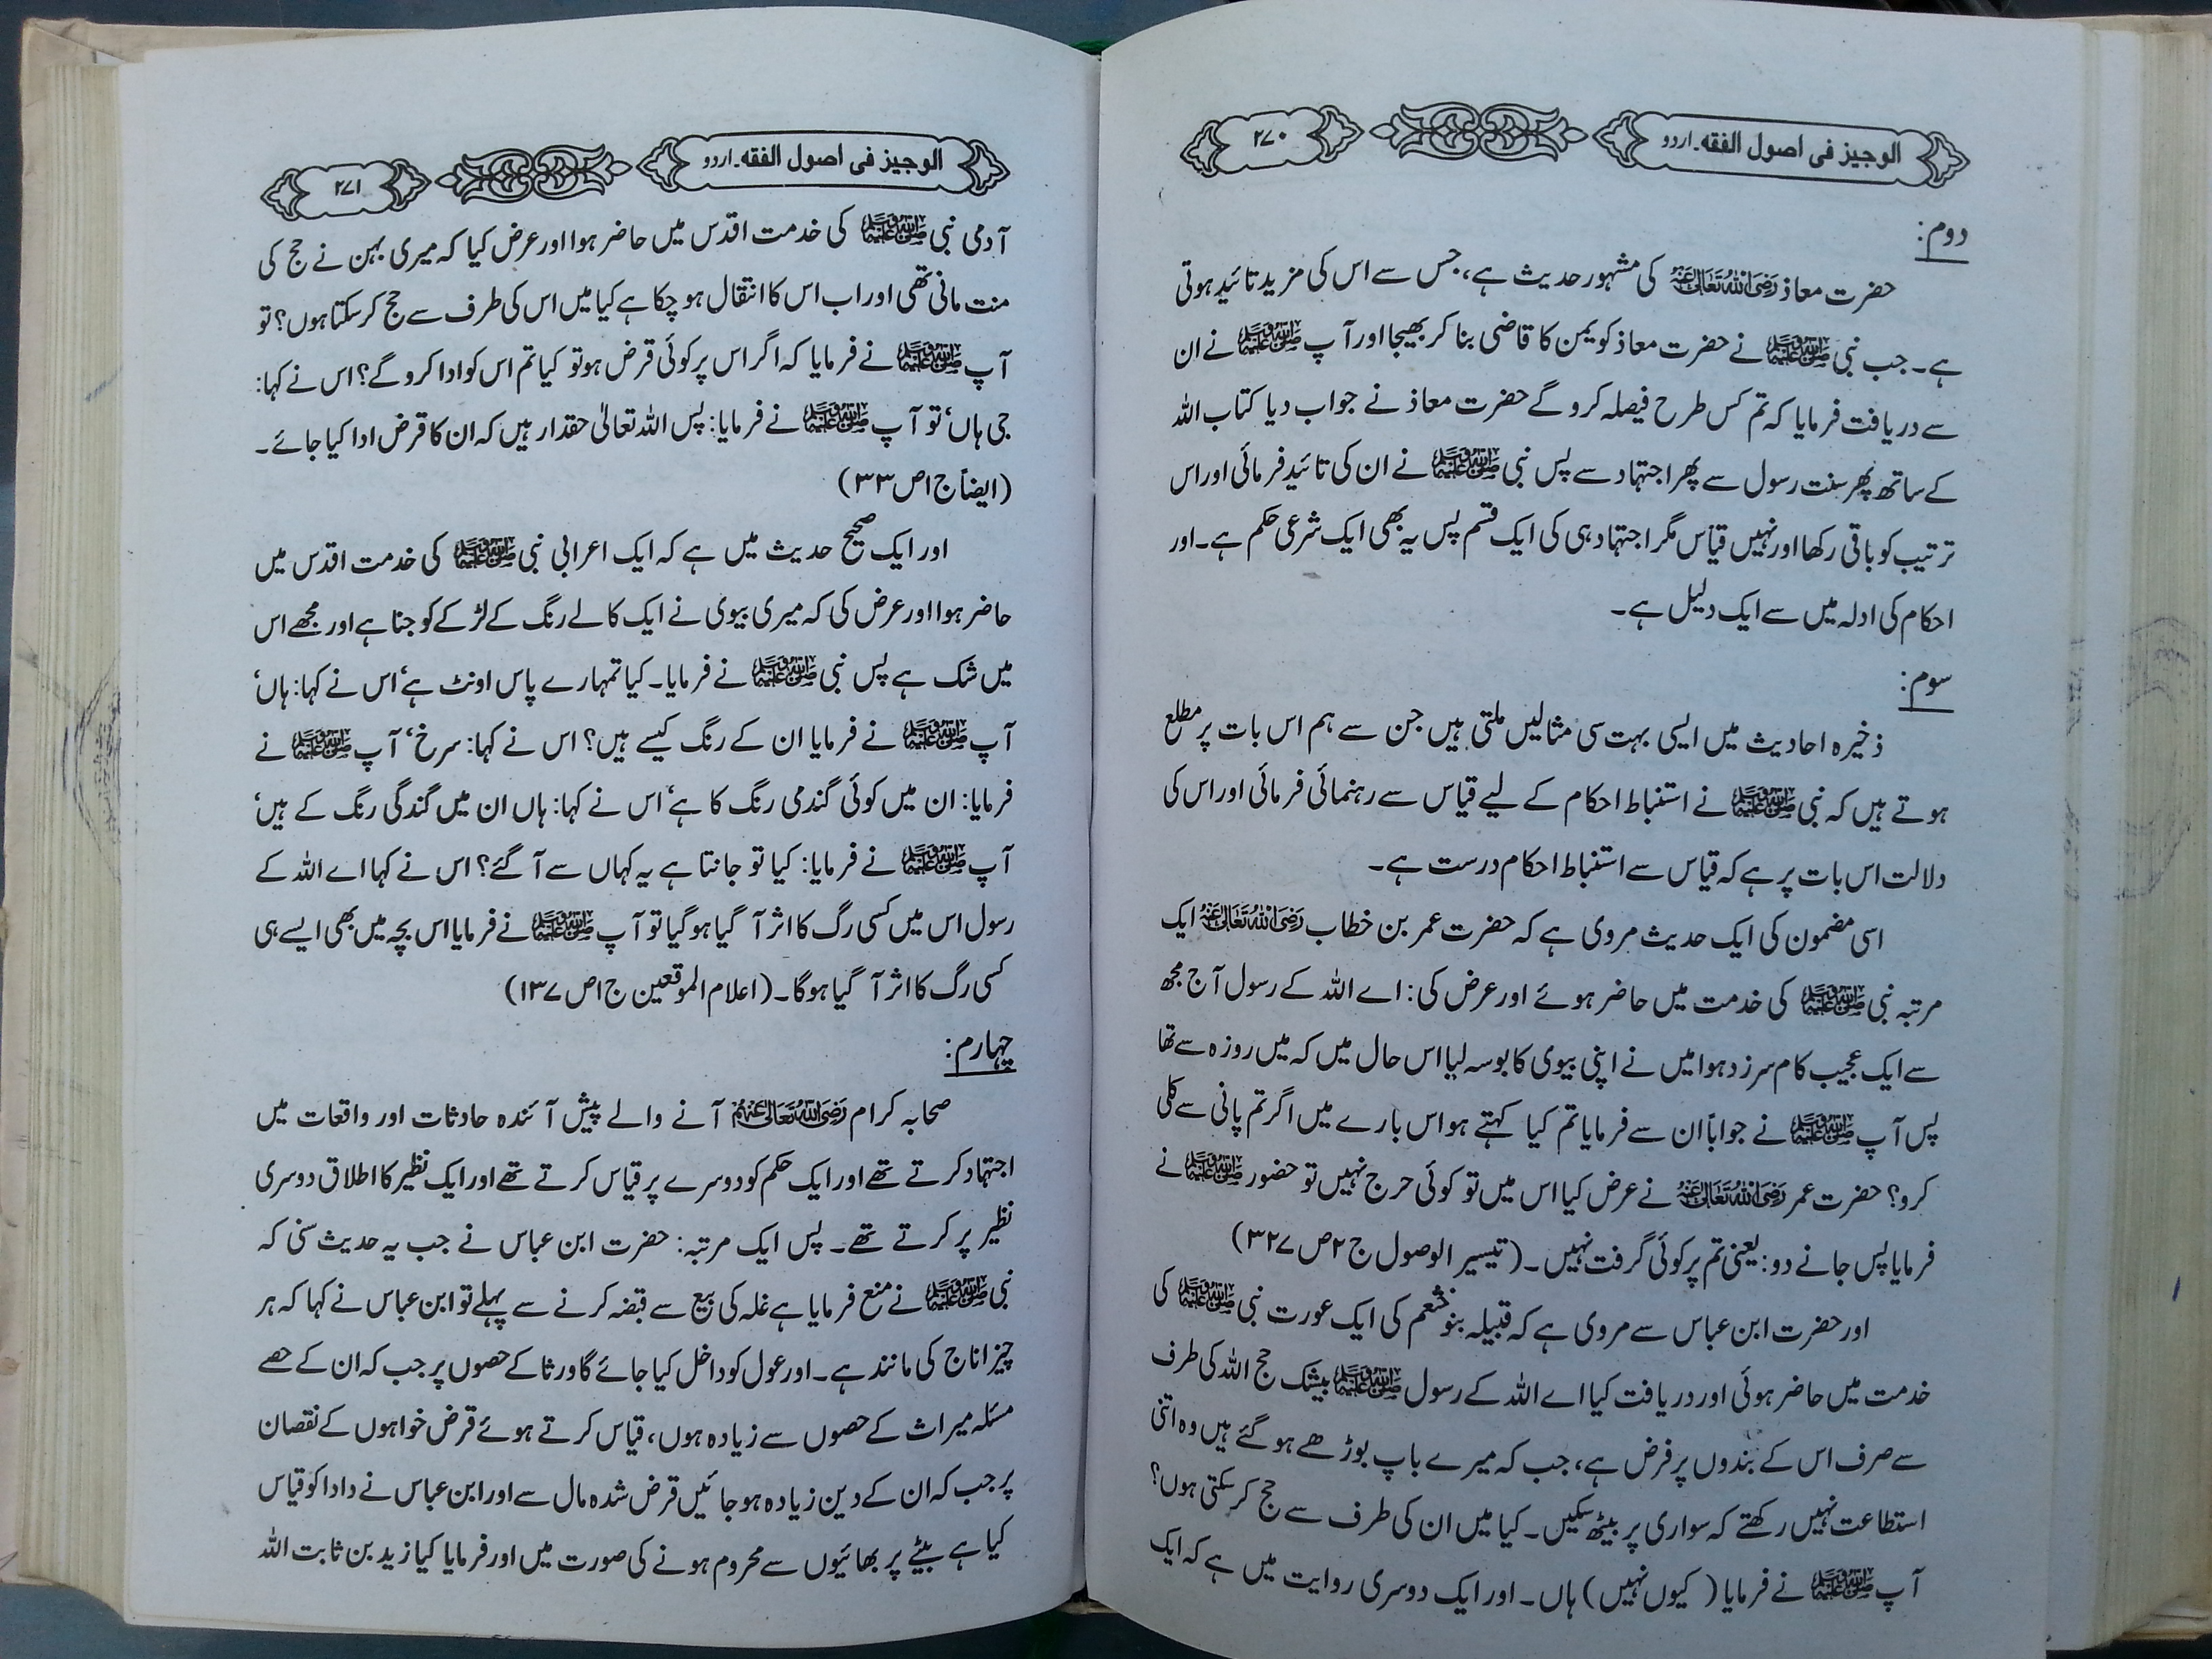 الوجیز فی اصول الفقہ۔اردو ۲۷۰
دوم:
حضرت معاذ رَضِیَ اللہُ تَعَالٰی عَنْہُ کی مشہور حدیث ہے، جس سے اس کی مزید تائید ہوتی
ہے۔ جب نبی ﷺ نے حضرت معاذ کو یمن کا قاضی بنا کر بھیجا اور آپ ﷺ نے ان
سے دریافت فرمایا کہ تم کس طرح فیصلہ کرو گے حضرت معاذ نے جواب دیا کتاب اللہ
کے ساتھ پھر سنت رسول سے پھر اجتہاد سے پس نبی ﷺ نے ان کی تائید فرمائی اور اس
ترتیب کو باقی رکھا اور نہیں قیاس مگر اجتہاد ہی کی ایک قسم پس یہ بھی ایک شرعی حکم ہے۔ اور
احکام کی ادلہ میں سے ایک دلیل ہے۔
سوم:
ذخیرہ احادیث میں ایسی بہت سی مثالیں ملتی ہیں جن سے ہم اس بات پر مطلع
ہوتے ہیں کہ نبی ﷺ نے استنباط احکام کے لیے قیاس سے رہنمائی فرمائی اور اس کی
دلالت اس بات پر ہے کہ قیاس سے استنباط احکام درست ہے۔
اسی مضمون کی ایک حدیث مروی ہے کہ حضرت عمر بن خطاب رَضِیَ اللہُ تَعَالٰی عَنْہُ ایک
مرتبہ نبی ﷺ کی خدمت میں حاضر ہوئے اور عرض کی: اے اللہ کے رسول آج مجھ
سے ایک عجیب کام سرزد ہوا میں نے اپنی بیوی کا بوسہ لیا اس حال میں کہ میں روزہ سے تھا
پس آپ ﷺ نے جواباً ان سے فرمایا تم کیا کہتے ہو اس بارے میں اگر تم پانی سے کلی
کرو؟ حضرت عمر رَضِیَ اللہُ تَعَالٰی عَنْہُ نے عرض کیا اس میں تو کوئی حرج نہیں تو حضور ﷺ نے
فرمایا پس جانے دو: یعنی تم پر کوئی گرفت نہیں۔ (تیسیر الوصول ج ۲ ص ۳۲۷)
اور حضرت ابن عباس سے مروی ہے کہ قبیلہ بنو خثعم کی ایک عورت نبی ﷺ کی
خدمت میں حاضر ہوئی اور دریافت کیا اے اللہ کے رسول ﷺ بیشک حج اللہ کی طرف
سے صرف اس کے بندوں پر فرض ہے، جب کہ میرے باپ بوڑھے ہو گئے ہیں وہ اتنی
استطاعت نہیں رکھتے کہ سواری پر بیٹھ سکیں۔ کیا میں ان کی طرف سے حج کر سکتی ہوں؟
آپ ﷺ نے فرمایا (کیوں نہیں) ہاں۔ اور ایک دوسری روایت میں ہے کہ ایک
الوجیز فی اصول الفقہ۔اردو ۲۷۱
آدمی نبی ﷺ کی خدمت اقدس میں حاضر ہوا اور عرض کیا کہ میری بہن نے حج کی
منت مانی تھی اور اب اس کا انتقال ہو چکا ہے کیا میں اس کی طرف سے حج کر سکتا ہوں؟ تو
آپ ﷺ نے فرمایا کہ اگر اس پر کوئی قرض ہو تو کیا تم اس کو ادا کرو گے؟ اس نے کہا:
جی ہاں‘ تو آپ ﷺ نے فرمایا: پس اللہ تعالیٰ حقدار ہیں کہ ان کا قرض ادا کیا جائے۔
(ایضاً ج ا ص ۳۳)
اور ایک صحیح حدیث میں ہے کہ ایک اعرابی نبی ﷺ کی خدمت اقدس میں
حاضر ہوا اور عرض کی کہ میری بیوی نے ایک کالے رنگ کے لڑکے کو جنا ہے اور مجھے اس
میں شک ہے پس نبی ﷺ نے فرمایا۔ کیا تمہارے پاس اونٹ ہے‘ اس نے کہا: ہاں‘
آپ ﷺ نے فرمایا ان کے رنگ کیسے ہیں؟ اس نے کہا: سرخ‘ آپ ﷺ نے
فرمایا: ان میں کوئی گندمی رنگ کا ہے‘ اس نے کہا: ہاں ان میں گندگی رنگ کے ہیں‘
آپ ﷺ نے فرمایا: کیا تو جانتا ہے یہ کہاں سے آ گئے؟ اس نے کہا اے اللہ کے
رسول اس میں کسی رگ کا اثر آ گیا ہو گیا تو آپ ﷺ نے فرمایا اس بچہ میں بھی ایسے ہی
کسی رگ کا اثر آ گیا ہوگا۔ (اعلام الموقعین ج ا ص ۱۳۷)
چہارم:
صحابہ کرام رَضِیَ اللہُ تَعَالٰی عَنْہُمْ آنے والے پیش آئندہ حادثات اور واقعات میں
اجتہاد کرتے تھے اور ایک حکم کو دوسرے پر قیاس کرتے تھے اور ایک نظیر کا اطلاق دوسری
نظیر پر کرتے تھے۔ پس ایک مرتبہ: حضرت ابن عباس نے جب یہ حدیث سنی کہ
نبی ﷺ نے منع فرمایا ہے غلہ کی بیع سے قبضہ کرنے سے پہلے تو ابن عباس نے کہا کہ ہر
چیز اناج کی مانند ہے۔ اور عول کو داخل کیا جائے گا ورثا کے حصوں پر جب کہ ان کے حصے
مسئلہ میراث کے حصوں سے زیادہ ہوں، قیاس کرتے ہوئے قرض خواہوں کے نقصان
پر جب کہ ان کے دین زیادہ ہو جائیں قرض شدہ مال سے اور ابن عباس نے دادا کو قیاس
کیا ہے بیٹے پر بھائیوں سے محروم ہونے کی صورت میں اور فرمایا کیا زید بن ثابت اللہ